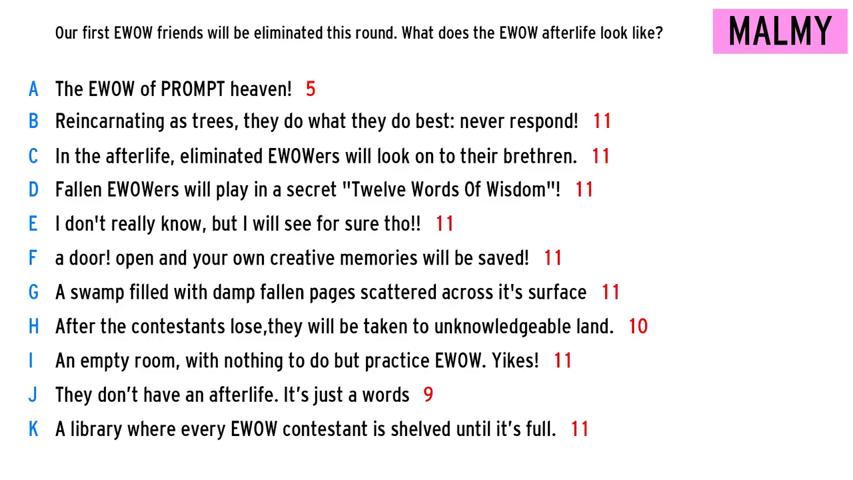 Our first EWOW friends will be eliminated this round. What does the EWOW afterlife look like?
MALMY
A The EWOW of PROMPT heaven! 5
B Reincarnating as trees, they do what they do best: never respond! 11
C In the afterlife, eliminated EWOWers will look on to their brethren. 11
D Fallen EWOWers will play in a secret "Twelve Words Of Wisdom"! 11
E I don't really know, but I will see for sure tho!! 11
F a door! open and your own creative memories will be saved! 11
G A swamp filled with damp fallen pages scattered across it's surface 11
H After the contestants lose,they will be taken to unknowledgeable land. 10
I An empty room, with nothing to do but practice EWOW. Yikes! 11
J They don’t have an afterlife. It’s just a words 9
K A library where every EWOW contestant is shelved until it’s full. 11